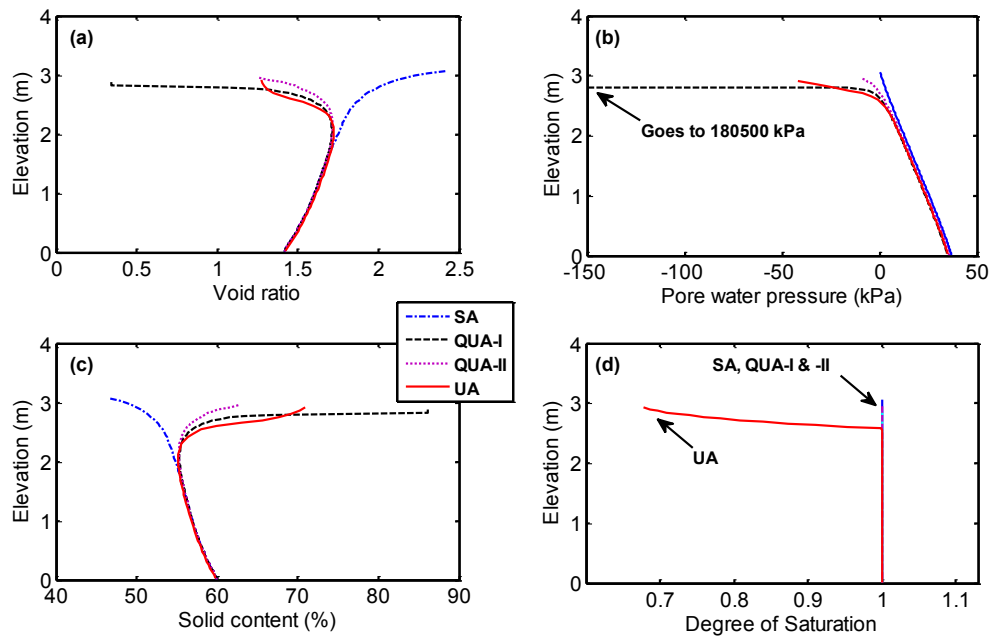 (a)
Elevation (m)
4
3
2
1
0
0 0.5 1 1.5 2 2.5
Void ratio
(b)
Goes to 180500 kPa
Elevation (m)
4
3
2
1
0
-150 -100 -50 0 50
Pore water pressure (kPa)
SA
QUA-I
QUA-II
UA
(c)
Elevation (m)
4
3
2
1
0
40 50 60 70 80 90
Solid content (%)
(d)
SA, QUA-I & -II
UA
Elevation (m)
4
3
2
1
0
0.7 0.8 0.9 1 1.1
Degree of Saturation